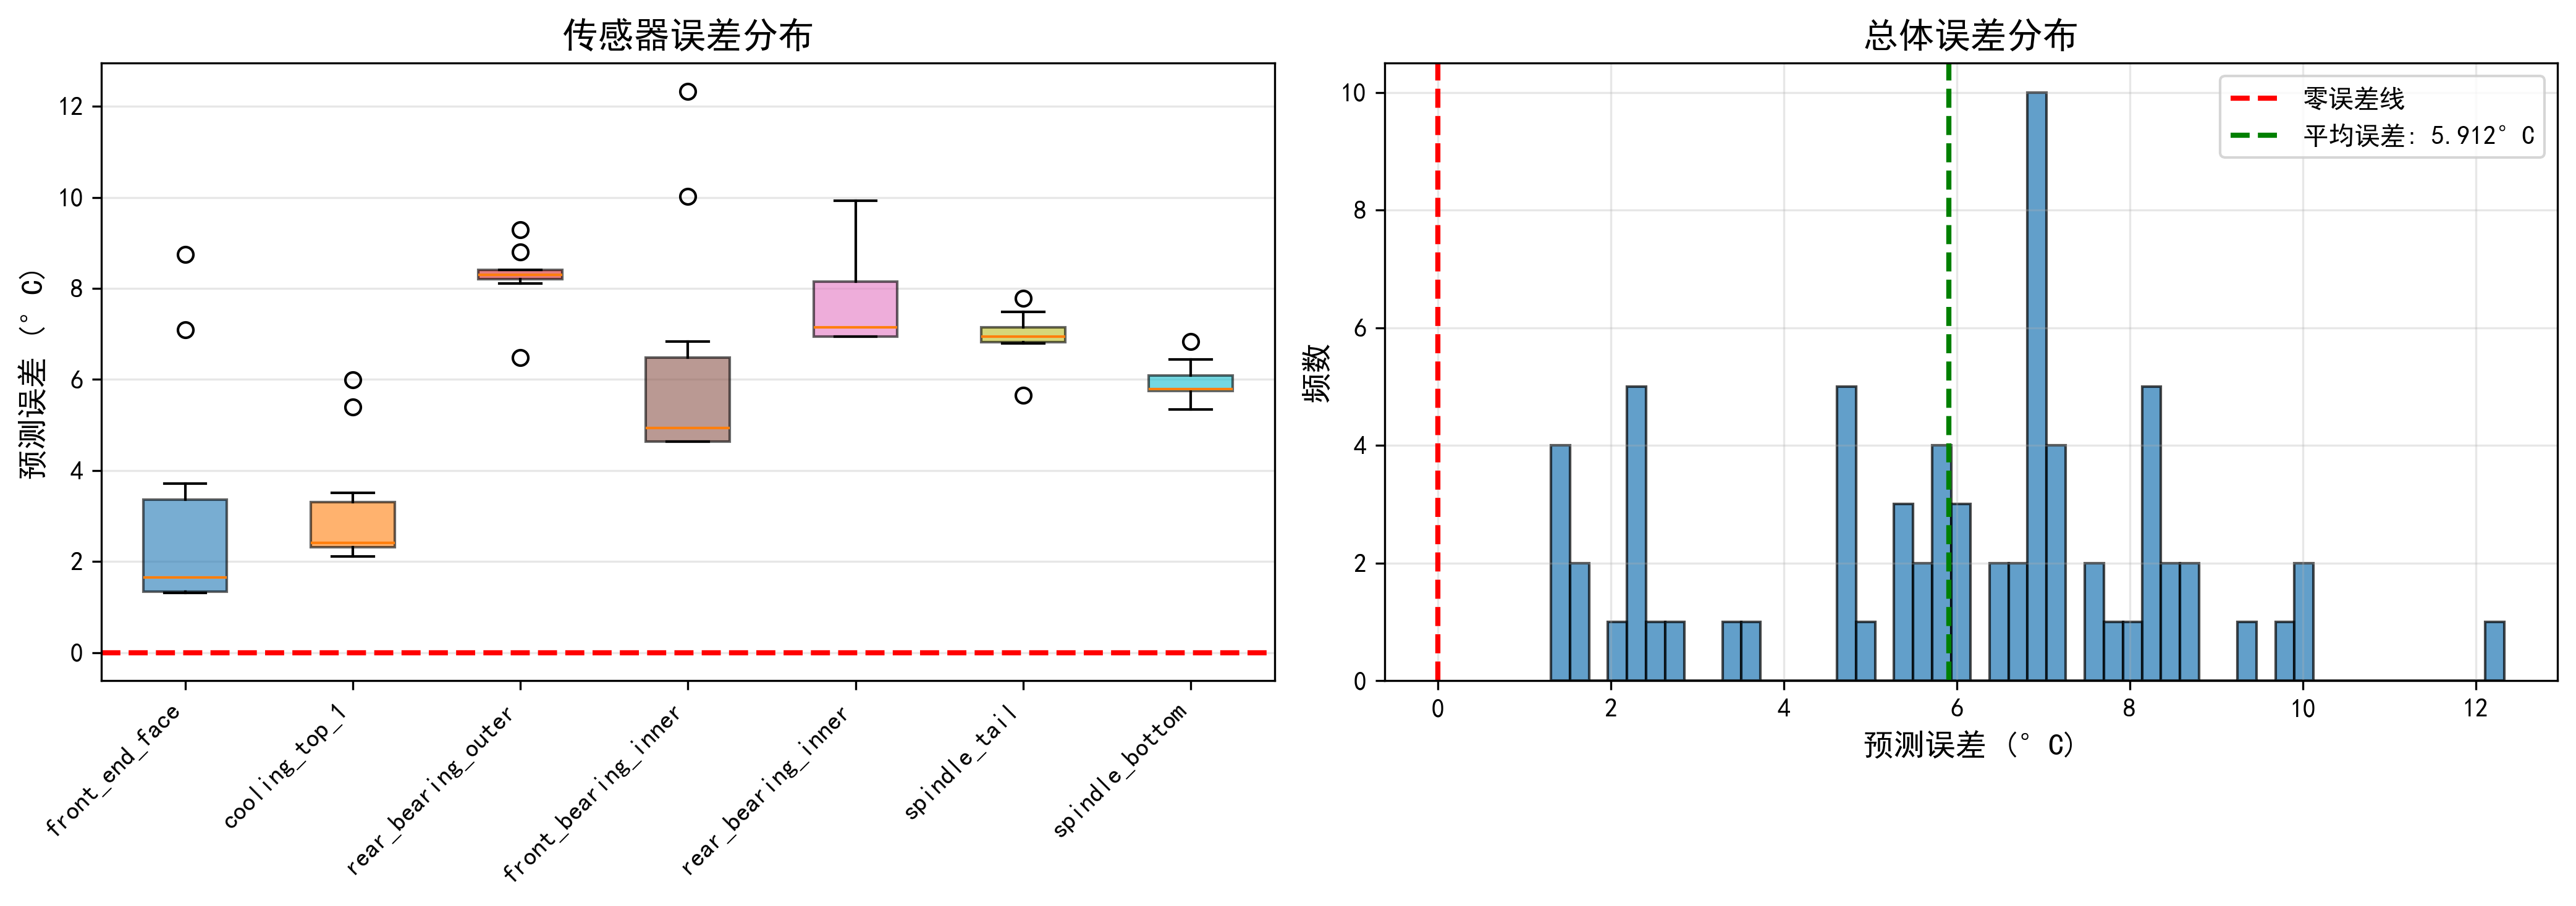 传感器误差分布
预测误差 (°C)
12
10
8
6
4
2
0
front_end_face
cooling_top_1
rear_bearing_outer
front_bearing_inner
rear_bearing_inner
spindle_tail
spindle_bottom
总体误差分布
零误差线
平均误差: 5.912°C
频数
10
8
6
4
2
0
0
2
4
6
8
10
12
预测误差 (°C)